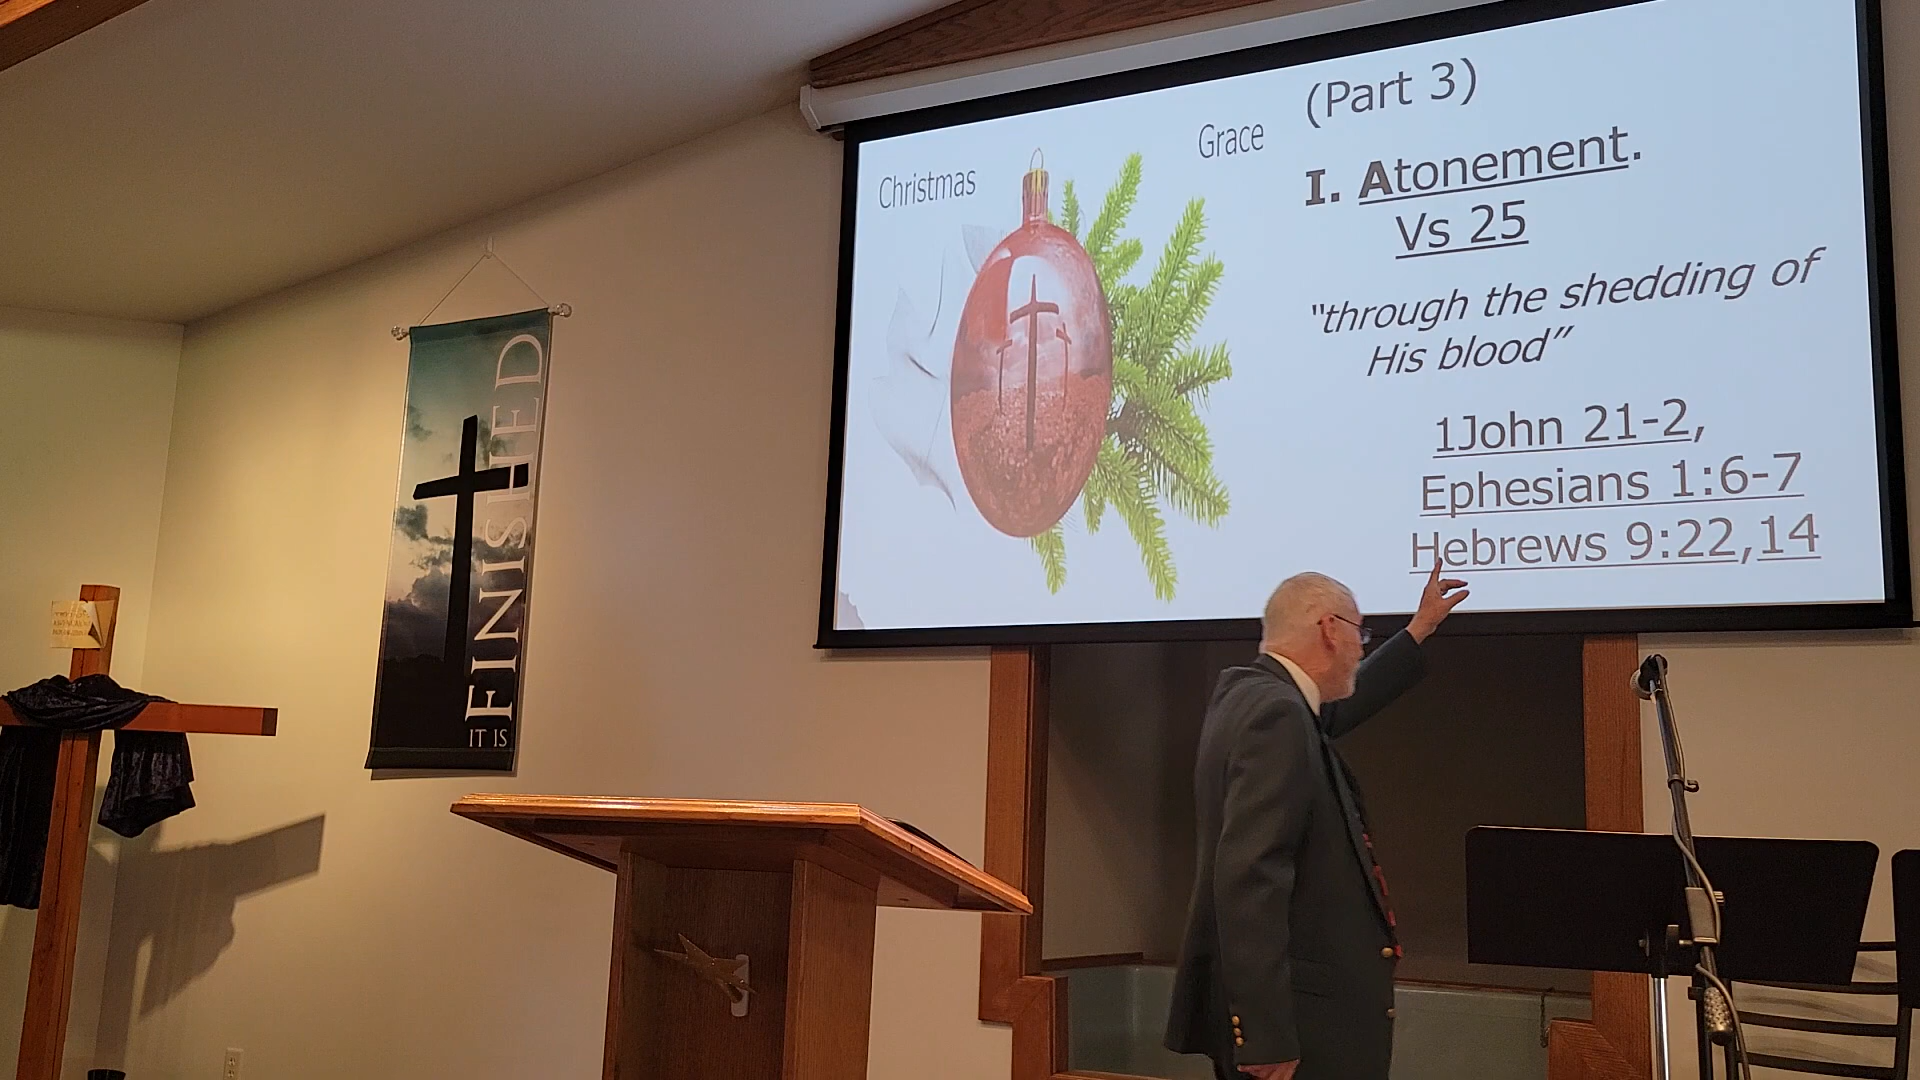 (Part 3)
Christmas
Grace
I. Atonement.
Vs 25
"through the shedding of
His blood"
1John 21-2,
Ephesians 1:6-7
Hebrews 9:22,14
IT IS
FINISHED